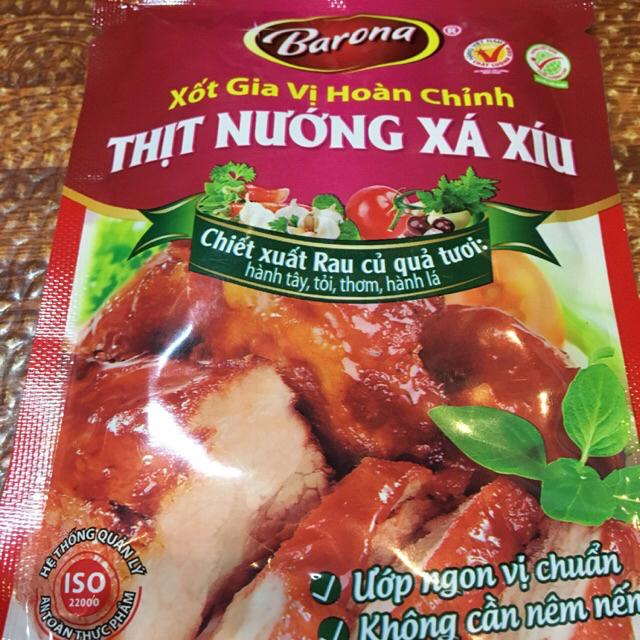 Barona®
Xốt Gia Vị Hoàn Chỉnh
THỊT NƯỚNG XÁ XÍU
Chiết xuất Rau củ quả tươi:
hành tây, tỏi, thơm, hành lá
HỆ THỐNG QUẢN LÝ
ISO
22000
AN TOÀN THỰC PHẨM
Ướp ngon vị chuẩn
Không cần nêm nếm